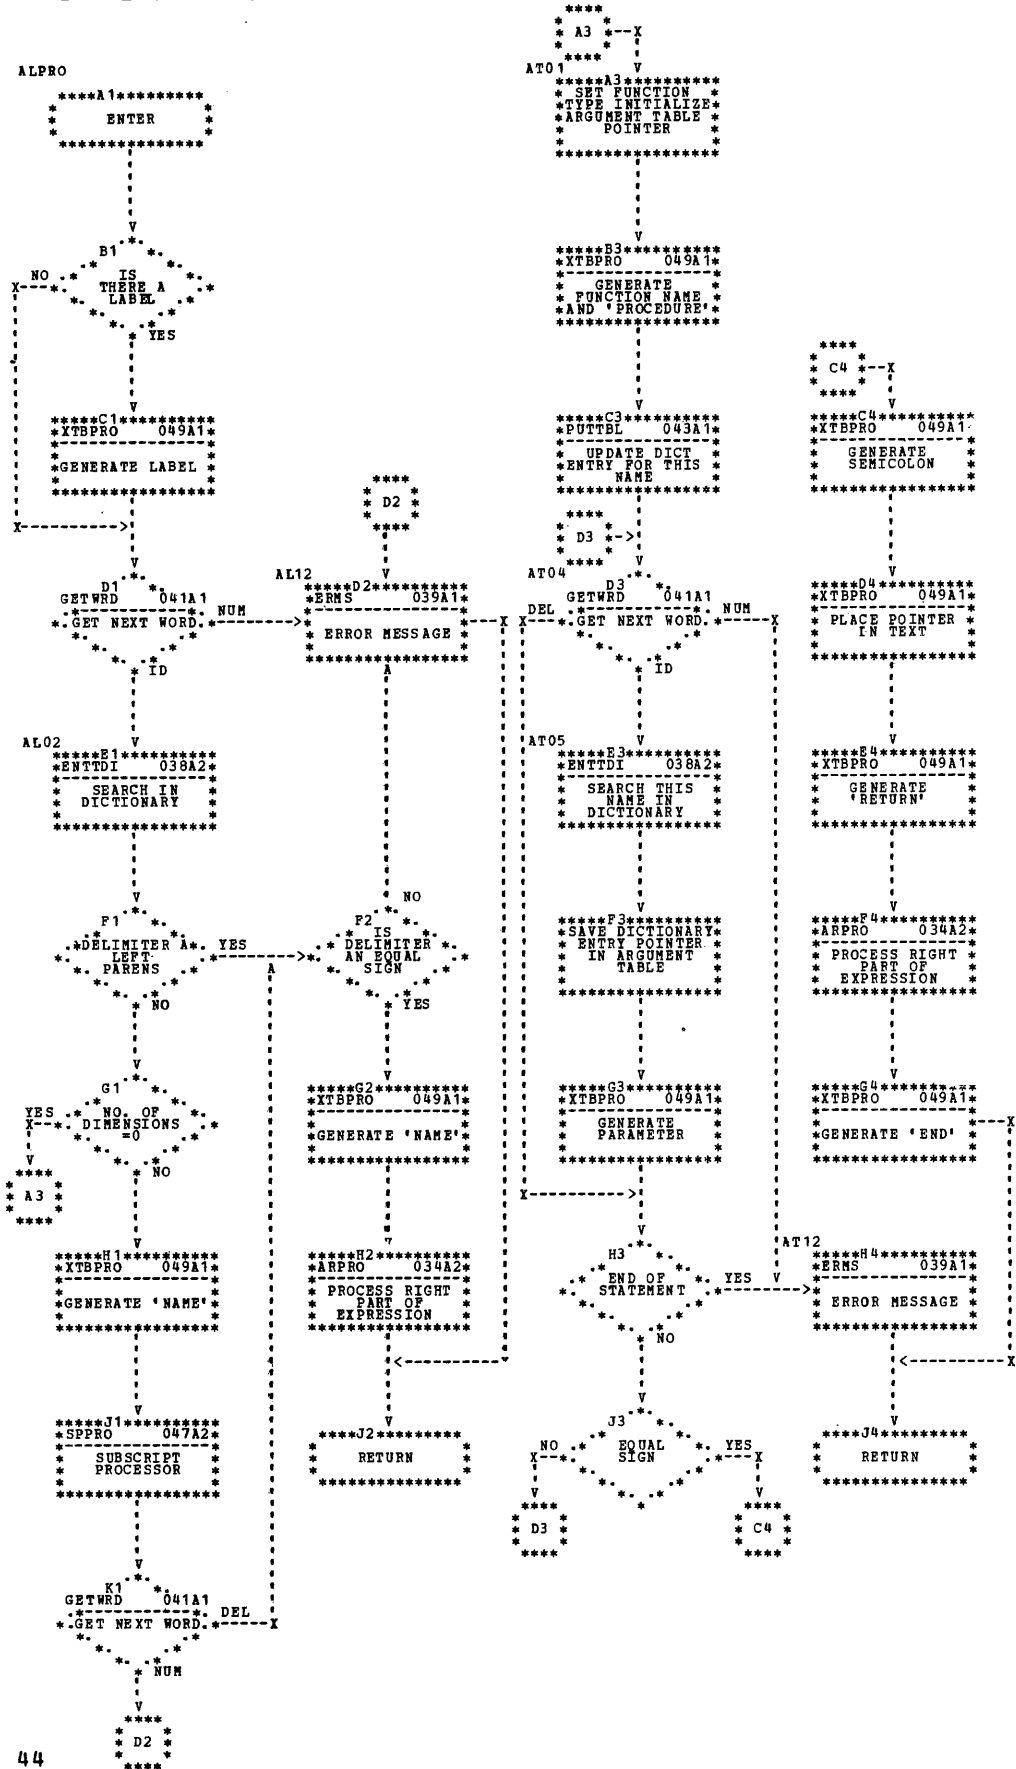 ALPRO
A1
ENTER
B1
IS
THERE A
LABEL
NO
YES
C1
XTBPRO 049A1
GENERATE LABEL
D1
GETWRD 041A1
GET NEXT WORD
NUM
ID
AL02
E1
ENTTDI 038A2
SEARCH IN
DICTIONARY
F1
DELIMITER A
LEFT
PARENS
YES
NO
G1
NO. OF
DIMENSIONS
=0
YES
NO
A3
H1
XTBPRO 049A1
GENERATE 'NAME'
J1
SPPRO 047A2
SUBSCRIPT
PROCESSOR
K1
GETWRD 041A1
GET NEXT WORD
DEL
NUM
D2
D2
AL12
D2
ERMS 039A1
ERROR MESSAGE
F2
IS
DELIMITER
AN EQUAL
SIGN
NO
YES
G2
XTBPRO 049A1
GENERATE 'NAME'
H2
ARPRO 034A2
PROCESS RIGHT
PART OF
EXPRESSION
J2
RETURN
A3
AT01
A3
SET FUNCTION
TYPE INITIALIZE
ARGUMENT TABLE
POINTER
B3
XTBPRO 049A1
GENERATE
FUNCTION NAME
AND 'PROCEDURE'
C3
PUTTBL 043A1
UPDATE DICT
ENTRY FOR THIS
NAME
D3
AT04
D3
GETWRD 041A1
GET NEXT WORD
DEL
NUM
ID
AT05
E3
ENTTDI 038A2
SEARCH THIS
NAME IN
DICTIONARY
F3
SAVE DICTIONARY
ENTRY POINTER
IN ARGUMENT
TABLE
G3
XTBPRO 049A1
GENERATE
PARAMETER
H3
END OF
STATEMENT
YES
NO
J3
EQUAL
SIGN
NO
YES
D3
C4
C4
C4
XTBPRO 049A1
GENERATE
SEMICOLON
D4
XTBPRO 049A1
PLACE POINTER
IN TEXT
E4
XTBPRO 049A1
GENERATE
'RETURN'
F4
ARPRO 034A2
PROCESS RIGHT
PART OF
EXPRESSION
G4
XTBPRO 049A1
GENERATE 'END'
AT12
H4
ERMS 039A1
ERROR MESSAGE
J4
RETURN
44